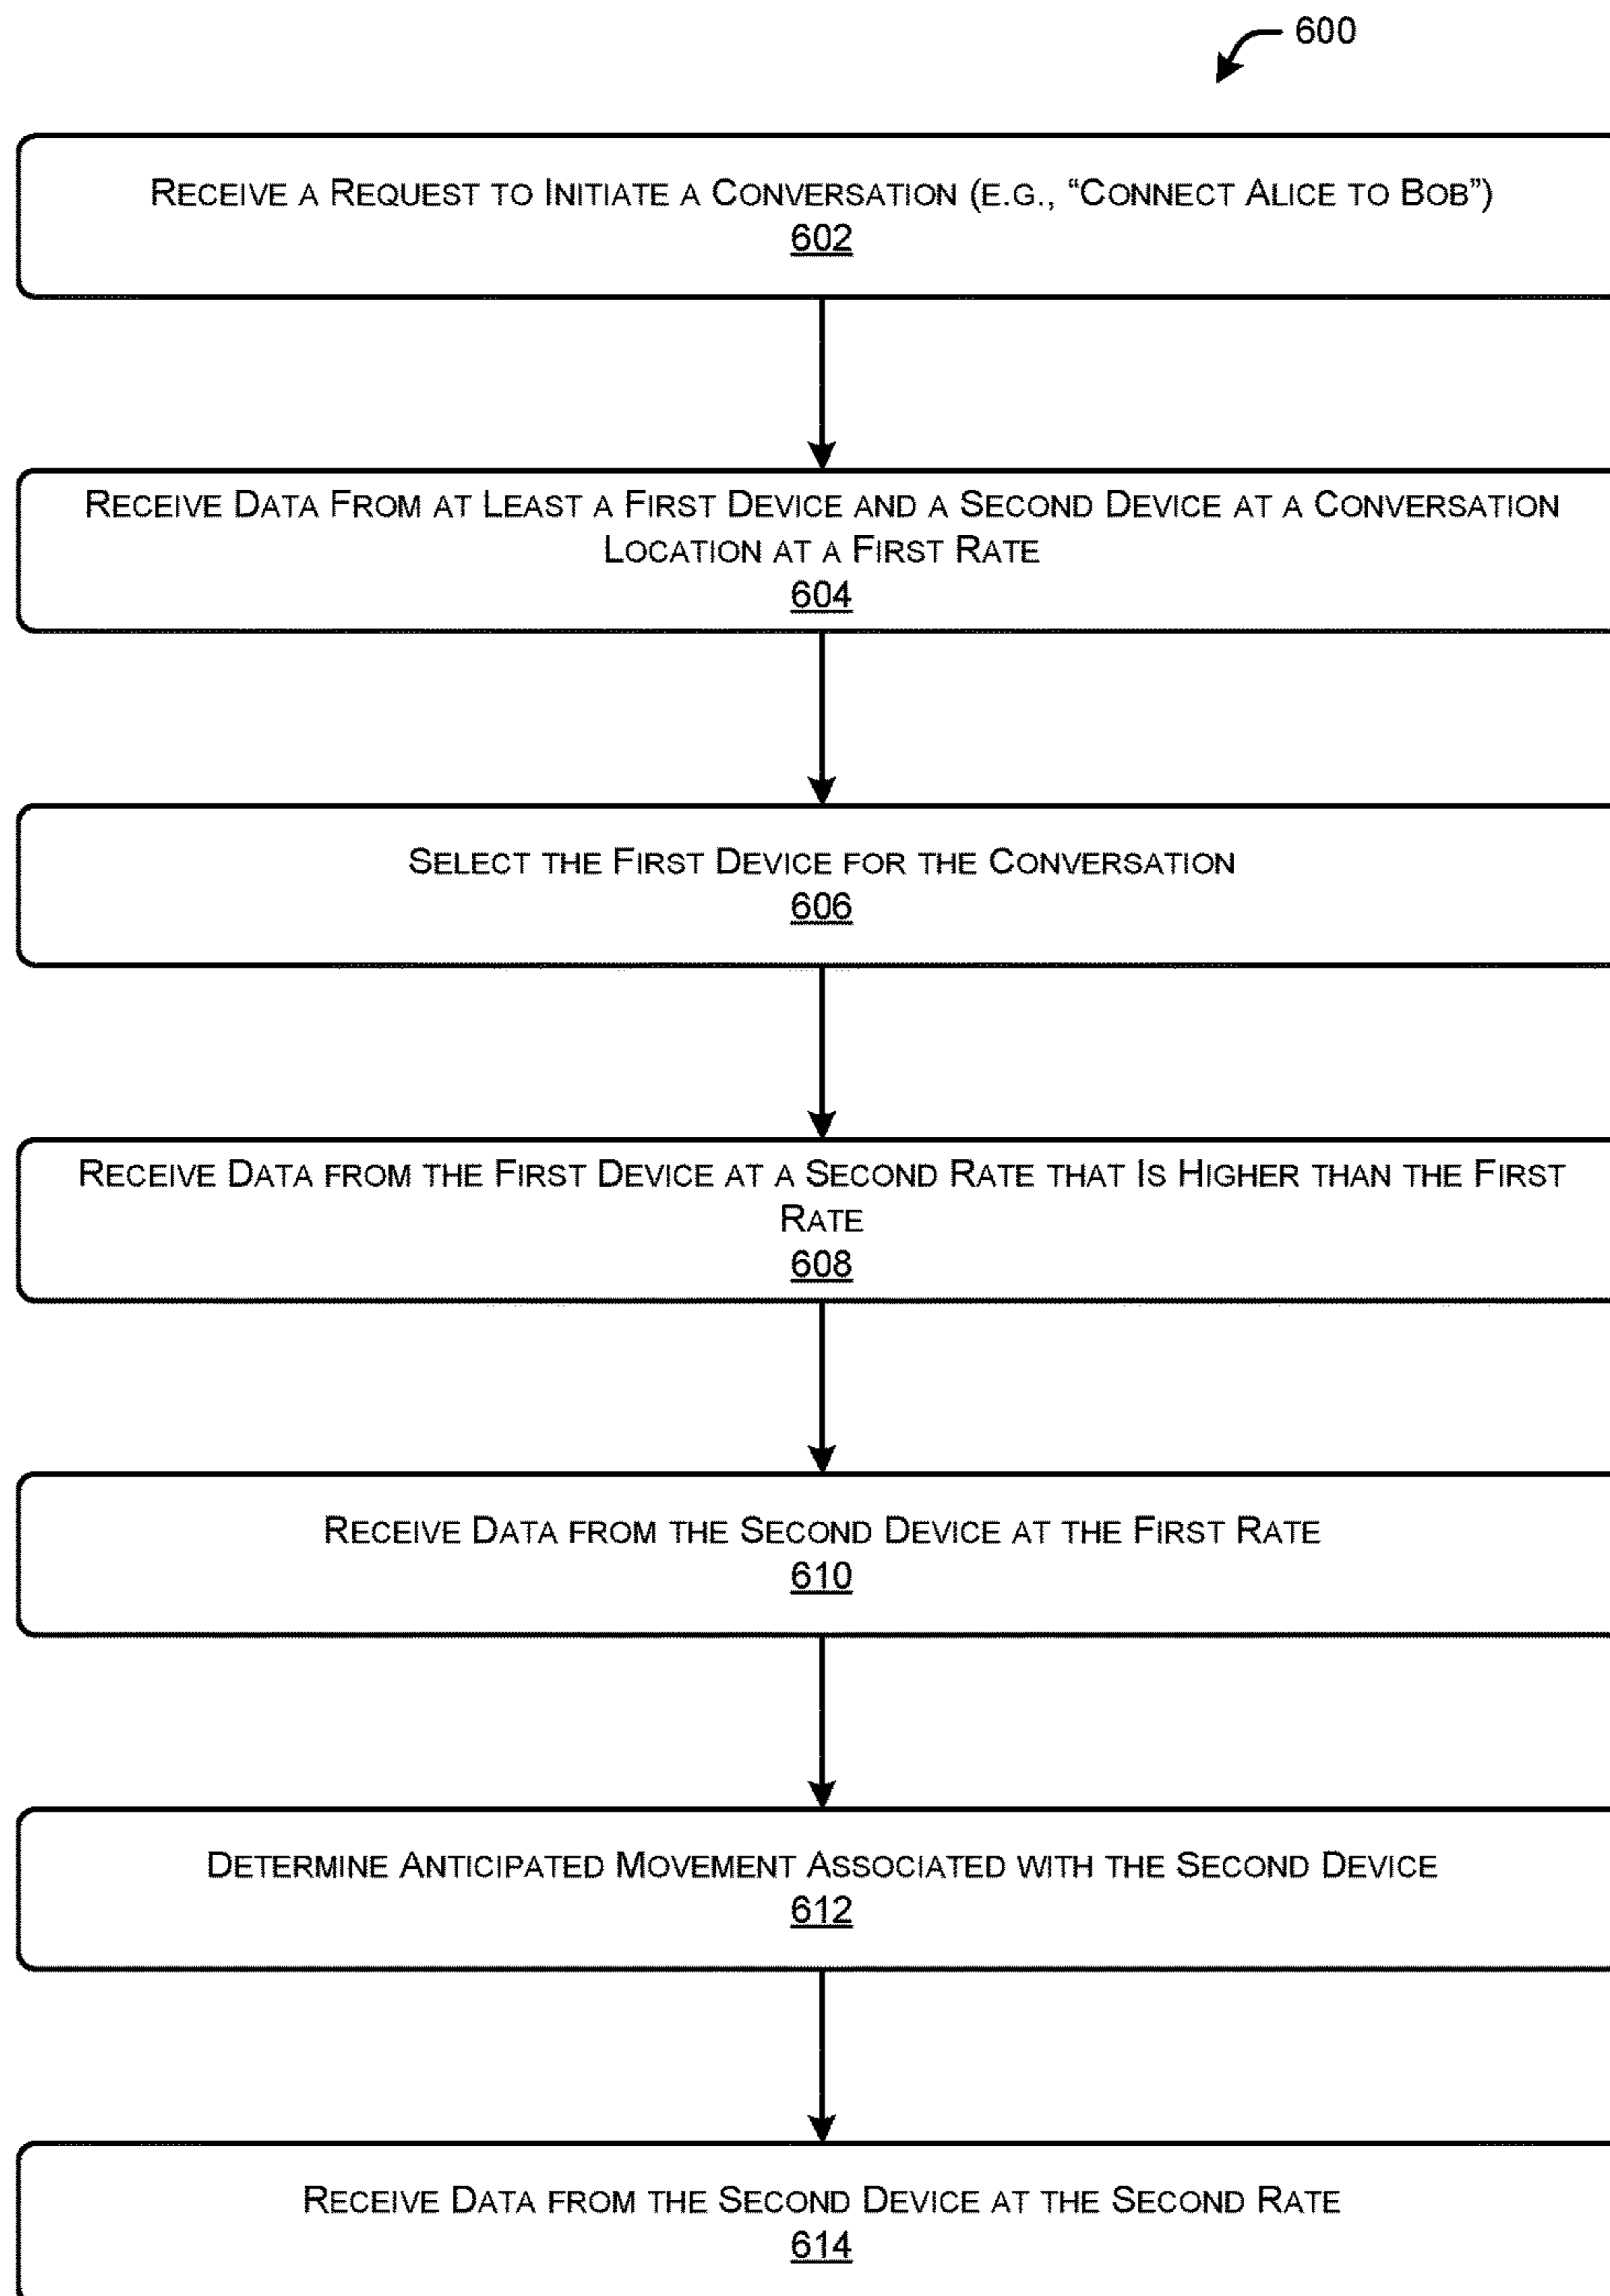 600
RECEIVE A REQUEST TO INITIATE A CONVERSATION (E.G., “CONNECT ALICE TO BOB”)
602
RECEIVE DATA FROM AT LEAST A FIRST DEVICE AND A SECOND DEVICE AT A CONVERSATION
LOCATION AT A FIRST RATE
604
SELECT THE FIRST DEVICE FOR THE CONVERSATION
606
RECEIVE DATA FROM THE FIRST DEVICE AT A SECOND RATE THAT IS HIGHER THAN THE FIRST
RATE
608
RECEIVE DATA FROM THE SECOND DEVICE AT THE FIRST RATE
610
DETERMINE ANTICIPATED MOVEMENT ASSOCIATED WITH THE SECOND DEVICE
612
RECEIVE DATA FROM THE SECOND DEVICE AT THE SECOND RATE
614